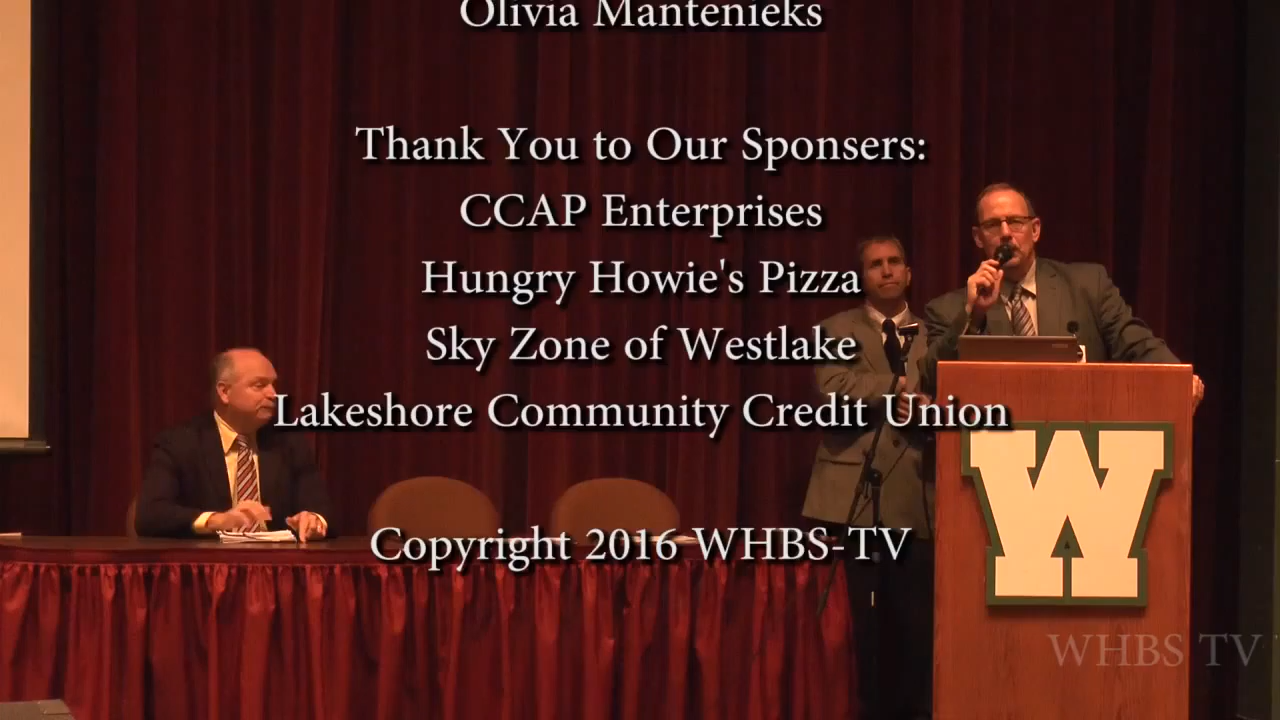 Olivia Mantenieks
Thank You to Our Sponsers:
CCAP Enterprises
Hungry Howie's Pizza
Sky Zone of Westlake
Lakeshore Community Credit Union
Copyright 2016 WHBS-TV
W
WHBS TV